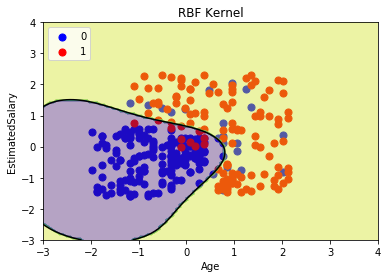 RBF Kernel
0
1
EstimatedSalary
4
3
2
1
0
−1
−2
−3
−3 −2 −1 0 1 2 3 4
Age